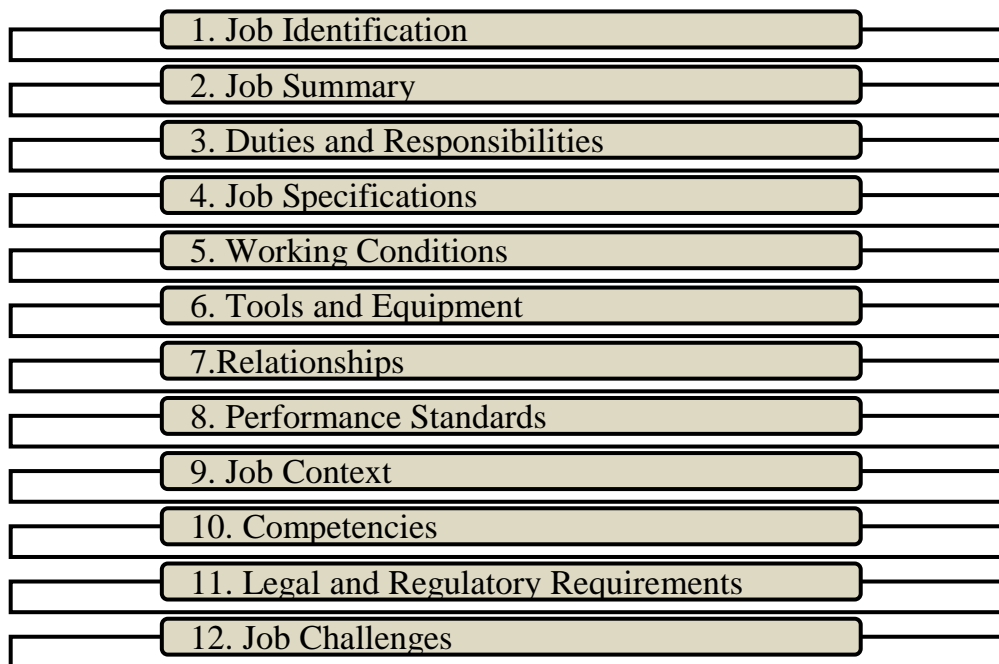 1. Job Identification
2. Job Summary
3. Duties and Responsibilities
4. Job Specifications
5. Working Conditions
6. Tools and Equipment
7.Relationships
8. Performance Standards
9. Job Context
10. Competencies
11. Legal and Regulatory Requirements
12. Job Challenges